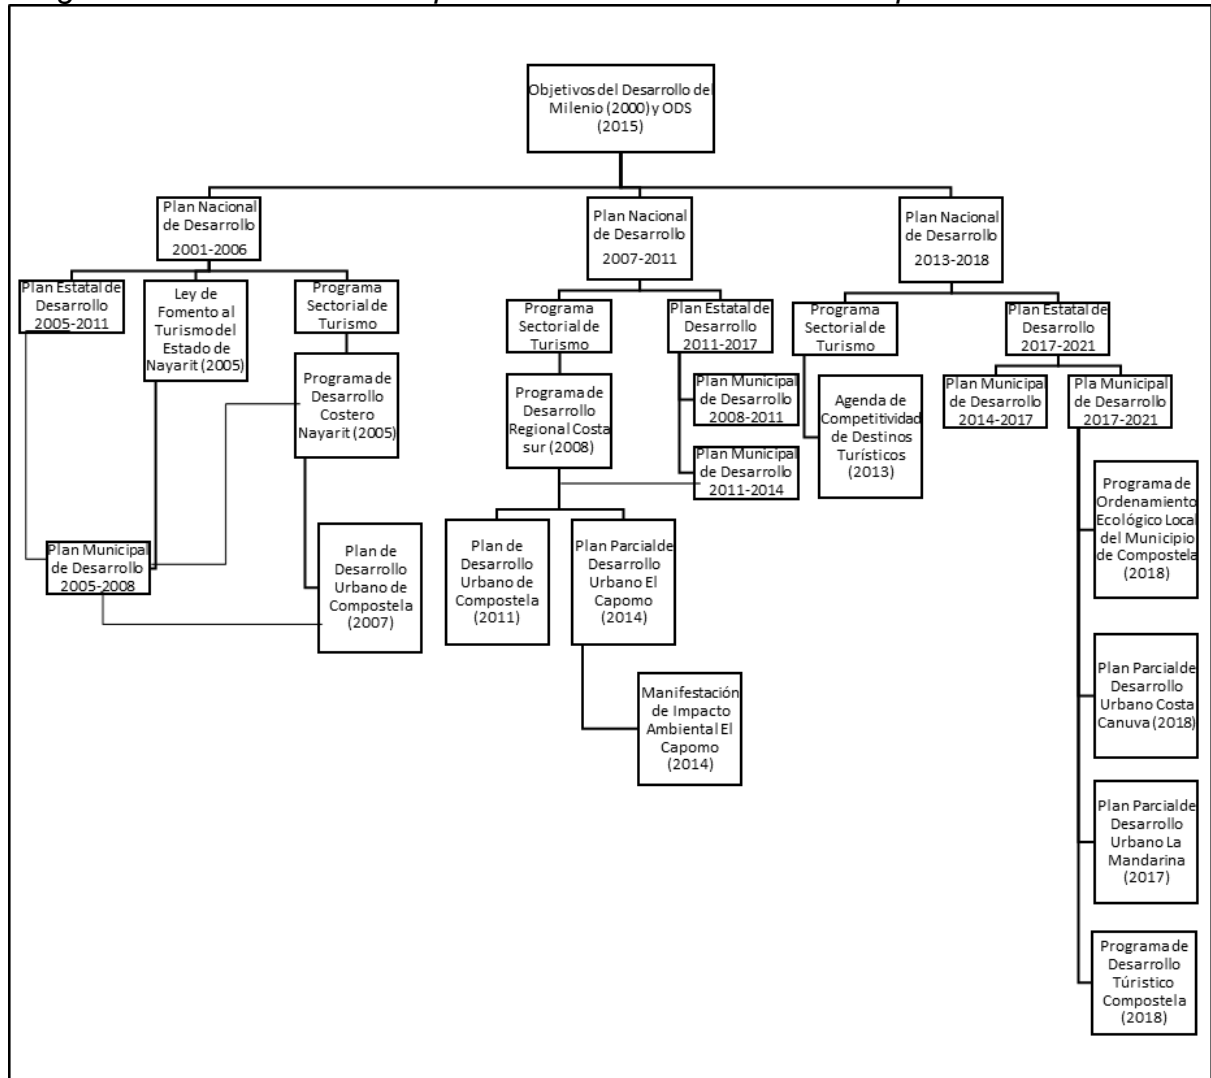 Objetivos del Desarrollo del
Milenio (2000) y ODS
(2015)
Plan Nacional
de Desarrollo
2001-2006
Plan Nacional
de Desarrollo
2007-2011
Plan Nacional
de Desarrollo
2013-2018
Plan Estatal de
Desarrollo
2005-2011
Ley de
Fomento al
Turismo del
Estado de
Nayarit (2005)
Programa
Sectorial de
Turismo
Programa
Sectorial de
Turismo
Plan Estatal de
Desarrollo
2011-2017
Programa
Sectorial de
Turismo
Plan Estatal de
Desarrollo
2017-2021
Programa de
Desarrollo
Costero
Nayarit (2005)
Programa de
Desarrollo
Regional Costa
sur (2008)
Plan Municipal
de Desarrollo
2008-2011
Plan Municipal
de Desarrollo
2011-2014
Agenda de
Competitividad
de Destinos
Turísticos
(2013)
Plan Municipal
de Desarrollo
2014-2017
Pla Municipal
de Desarrollo
2017-2021
Plan Municipal
de Desarrollo
2005-2008
Plan de
Desarrollo
Urbano de
Compostela
(2007)
Plan de
Desarrollo
Urbano de
Compostela
(2011)
Plan Parcial de
Desarrollo
Urbano El
Capomo
(2014)
Manifestación
de Impacto
Ambiental El
Capomo
(2014)
Programa de
Ordenamiento
Ecológico Local
del Municipio
de Compostela
(2018)
Plan Parcial de
Desarrollo
Urbano Costa
Canuva (2018)
Plan Parcial de
Desarrollo
Urbano La
Mandarina
(2017)
Programa de
Desarrollo
Túristico
Compostela
(2018)